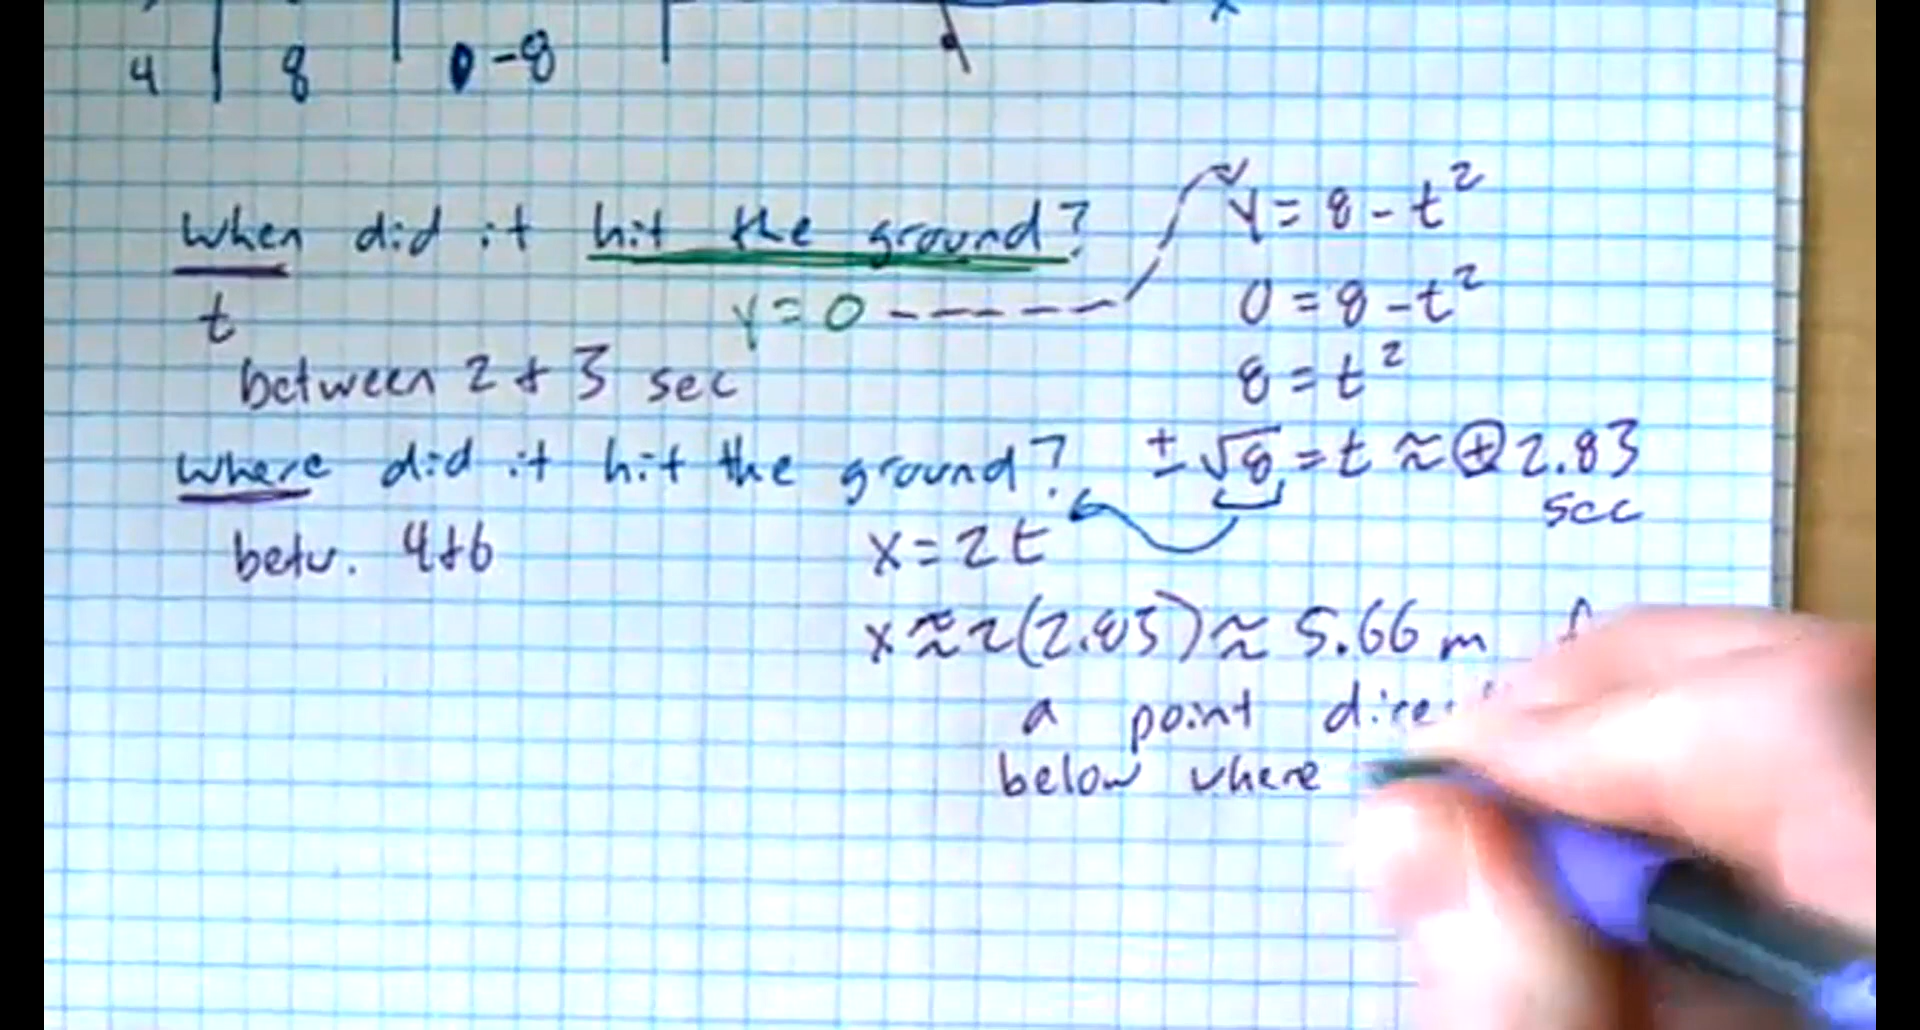 x
4 8 -8
When did it hit the ground? y = 8 - t²
t y = 0 0 = 8 - t²
between 2 + 3 sec 8 = t²
Where did it hit the ground? ± √8 = t ≈ + 2.83
sec
betw. 4+6 x = 2t
x ≈ 2(2.83) ≈ 5.66 m
a point
below where